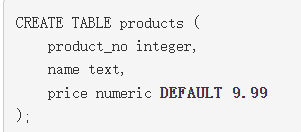 CREATE TABLE products (
    product_no integer,
    name text,
    price numeric DEFAULT 9.99
);